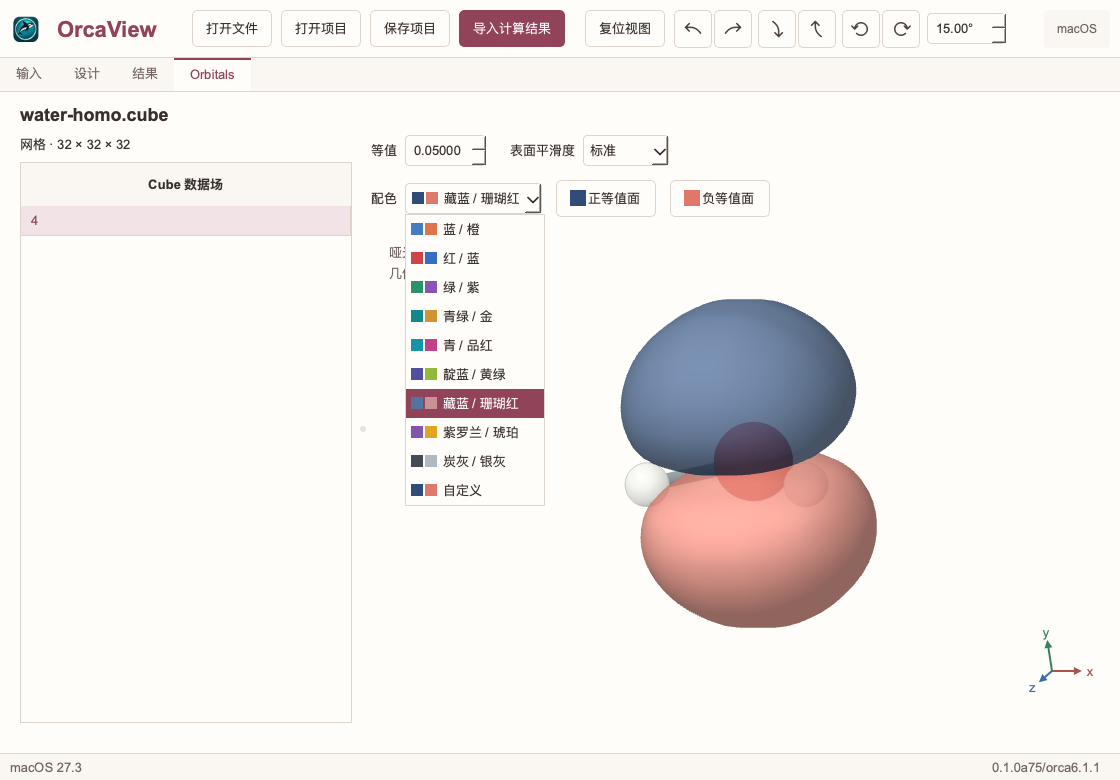 OrcaView 打开文件 打开项目 保存项目 导入计算结果 复位视图 15.00° macOS
输入 设计 结果 Orbitals
water-homo.cube
网格 · 32 × 32 × 32
等值 0.05000 表面平滑度 标准
Cube 数据场
配色 藏蓝 / 珊瑚红 正等值面 负等值面
4
蓝 / 橙
红 / 蓝
绿 / 紫
青绿 / 金
青 / 品红
靛蓝 / 黄绿
藏蓝 / 珊瑚红
紫罗兰 / 琥珀
炭灰 / 银灰
自定义
y
x
z
macOS 27.3 0.1.0a75/orca6.1.1